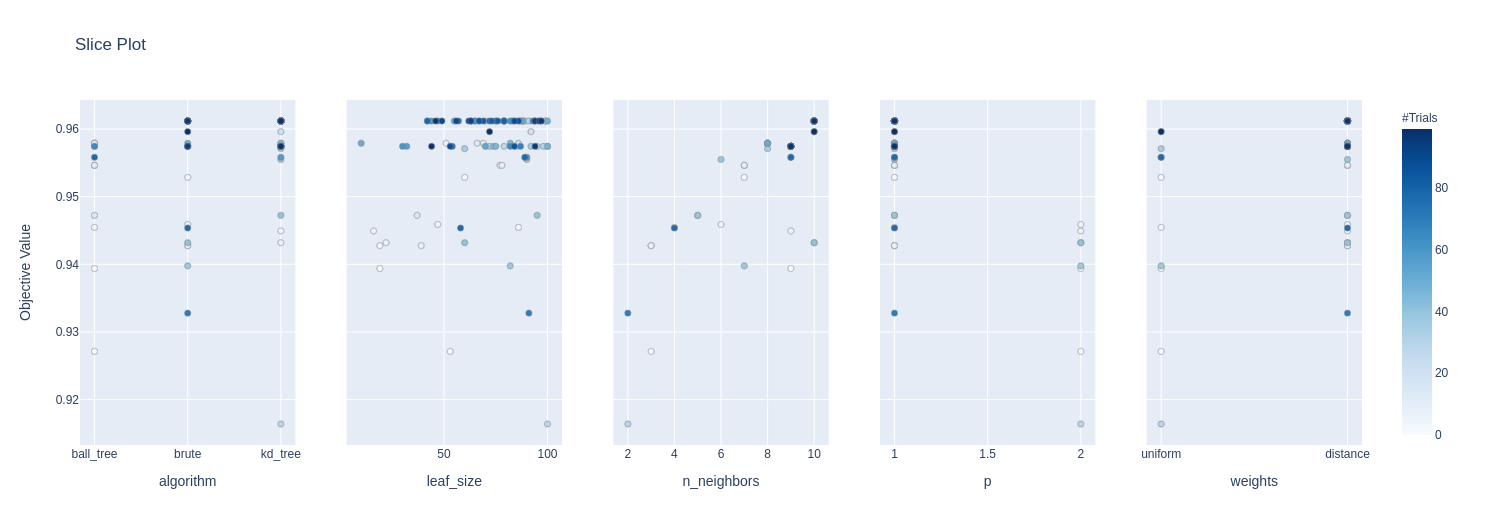 Slice Plot
Objective Value
0.96
0.95
0.94
0.93
0.92
ball_tree brute kd_tree
algorithm
50 100
leaf_size
2 4 6 8 10
n_neighbors
1 1.5 2
p
uniform distance
weights
#Trials
80
60
40
20
0